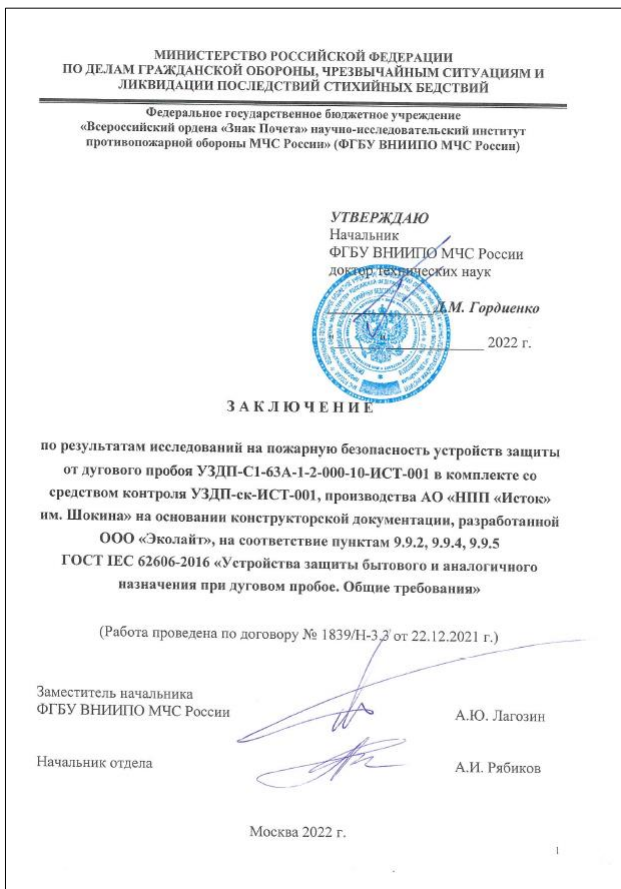 МИНИСТЕРСТВО РОССИЙСКОЙ ФЕДЕРАЦИИ
ПО ДЕЛАМ ГРАЖДАНСКОЙ ОБОРОНЫ, ЧРЕЗВЫЧАЙНЫМ СИТУАЦИЯМ И
ЛИКВИДАЦИИ ПОСЛЕДСТВИЙ СТИХИЙНЫХ БЕДСТВИЙ
Федеральное государственное бюджетное учреждение
«Всероссийский ордена «Знак Почета» научно-исследовательский институт
противопожарной обороны МЧС России» (ФГБУ ВНИИПО МЧС России)
УТВЕРЖДАЮ
Начальник
ФГБУ ВНИИПО МЧС России
доктор технических наук
Д.М. Гордиенко
2022 г.
ЗАКЛЮЧЕНИЕ
по результатам исследований на пожарную безопасность устройств защиты
от дугового пробоя УЗДП-С1-63А-1-2-000-10-ИСТ-001 в комплекте со
средством контроля УЗДП-ск-ИСТ-001, производства АО «НПП «Исток»
им. Шокина» на основании конструкторской документации, разработанной
ООО «Эколайт», на соответствие пунктам 9.9.2, 9.9.4, 9.9.5
ГОСТ IEC 62606-2016 «Устройства защиты бытового и аналогичного
назначения при дуговом пробое. Общие требования»
(Работа проведена по договору № 1839/Н-3.3 от 22.12.2021 г.)
Заместитель начальника
ФГБУ ВНИИПО МЧС России
А.Ю. Лагозин
Начальник отдела
А.И. Рябиков
Москва 2022 г.
1